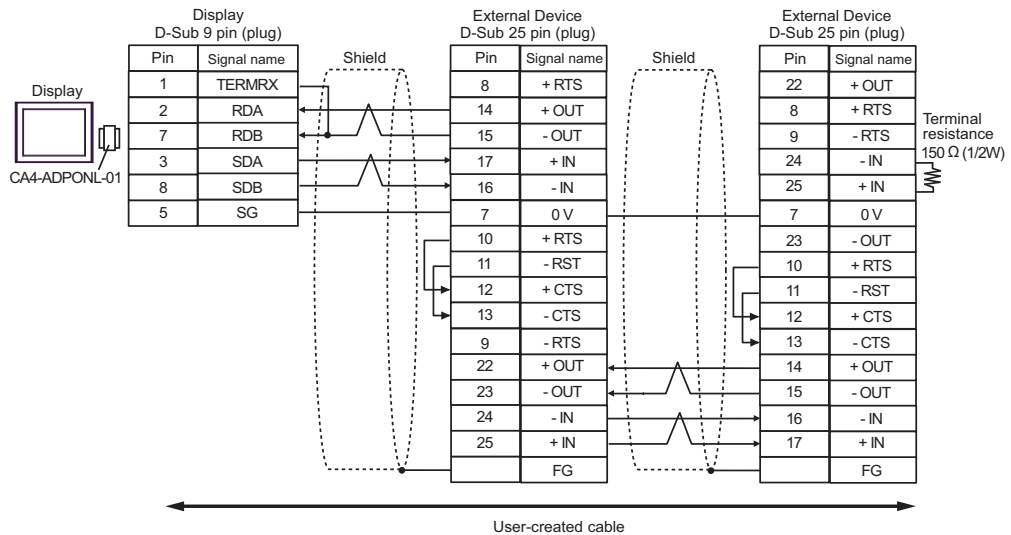 Display
D-Sub 9 pin (plug)
External Device
D-Sub 25 pin (plug)
External Device
D-Sub 25 pin (plug)
Pin Signal name Shield Pin Signal name Shield Pin Signal name
1 TERMRX 8 + RTS 22 + OUT
Display
2 RDA 14 + OUT 8 + RTS
Terminal
resistance
150 Ω (1/2W)
7 RDB 15 - OUT 9 - RTS
3 SDA 17 + IN 24 - IN
CA4-ADPONL-01
8 SDB 16 - IN 25 + IN
5 SG 7 0 V 7 0 V
10 + RTS 23 - OUT
11 - RST 10 + RTS
12 + CTS 11 - RST
13 - CTS 12 + CTS
9 - RTS 13 - CTS
22 + OUT 14 + OUT
23 - OUT 15 - OUT
24 - IN 16 - IN
25 + IN 17 + IN
FG FG
User-created cable